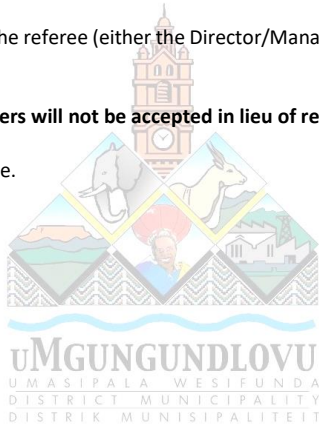 he referee (either the Director/Mana
ers will not be accepted in lieu of re
e.
uMGUNGUNDLOVU
UMASIPALA WESIFUNDA
DISTRICT MUNICIPALITY
DISTRIK MUNISIPALITEIT